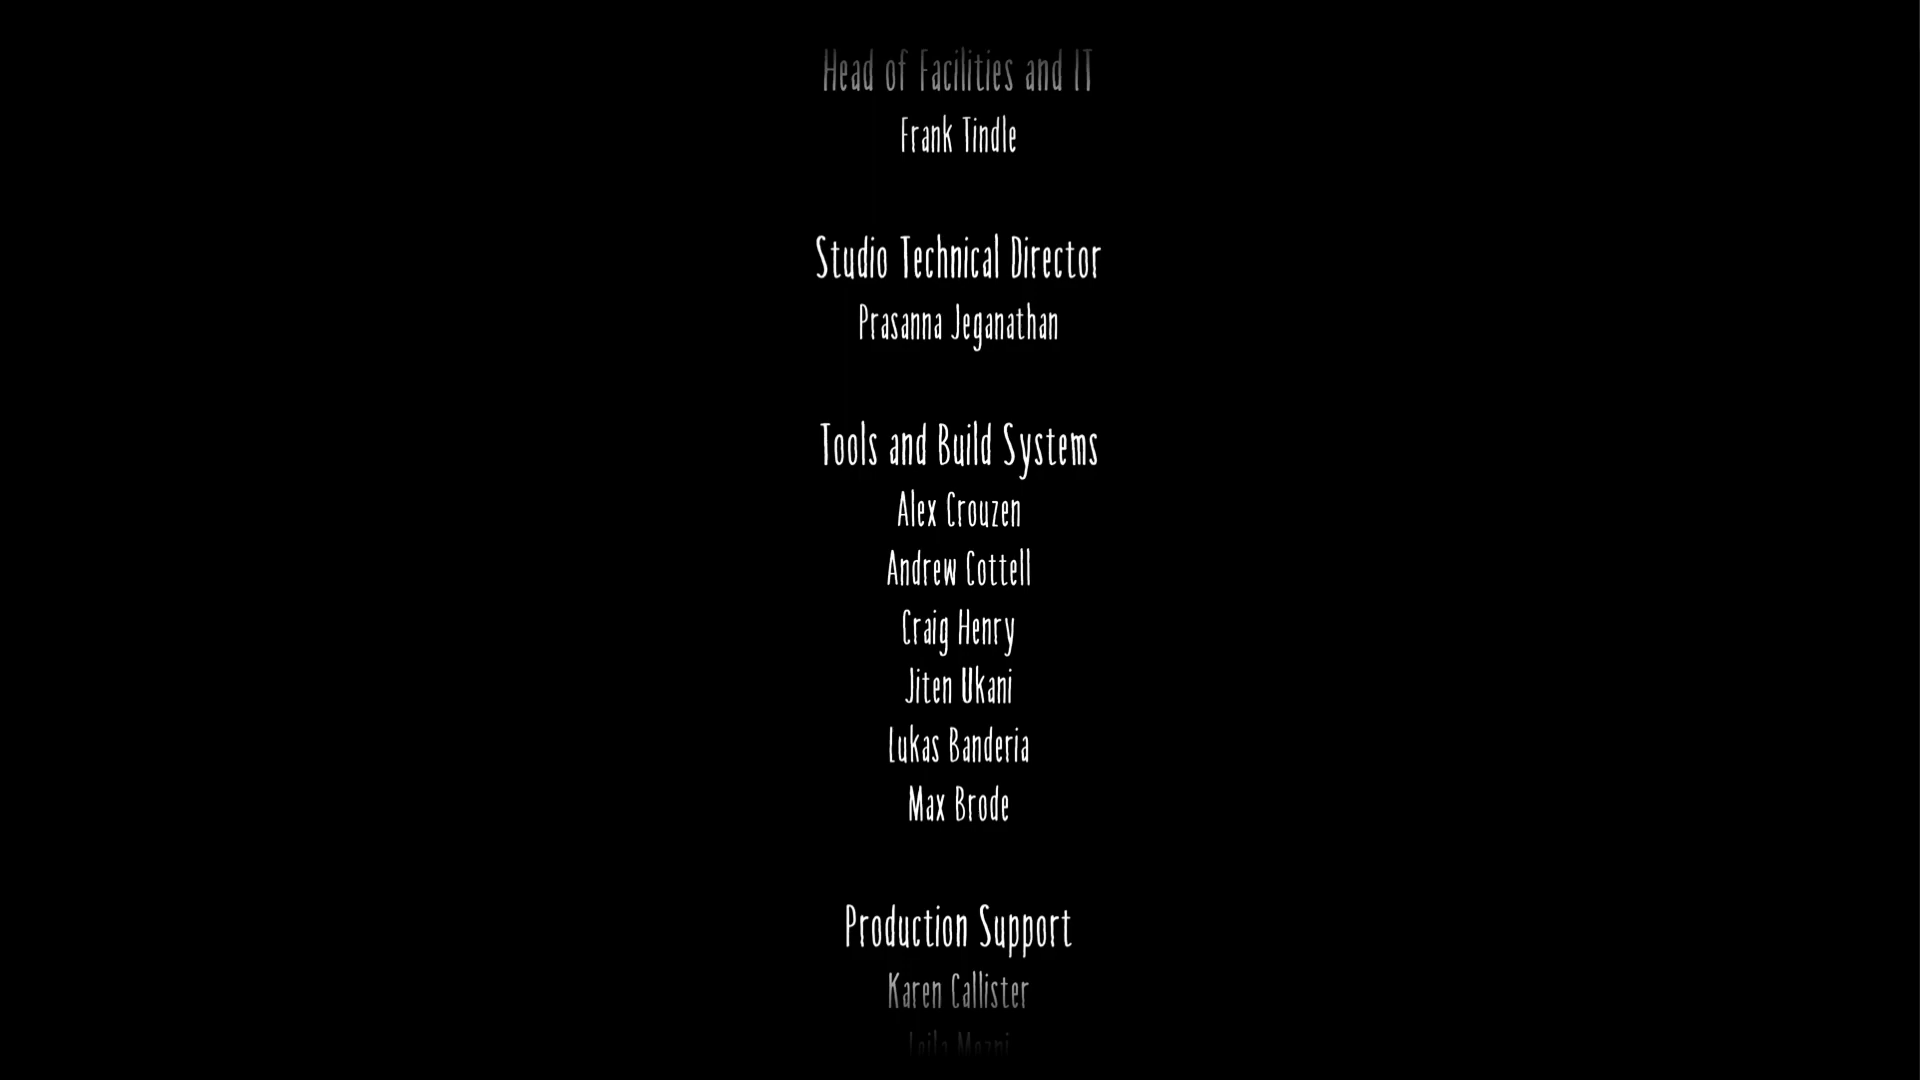 Head of Facilities and IT
Frank Tindle
Studio Technical Director
Prasanna Jeganathan
Tools and Build Systems
Alex Crouzen
Andrew Cottell
Craig Henry
Jiten Ukani
Lukas Banderia
Max Brode
Production Support
Karen Callister